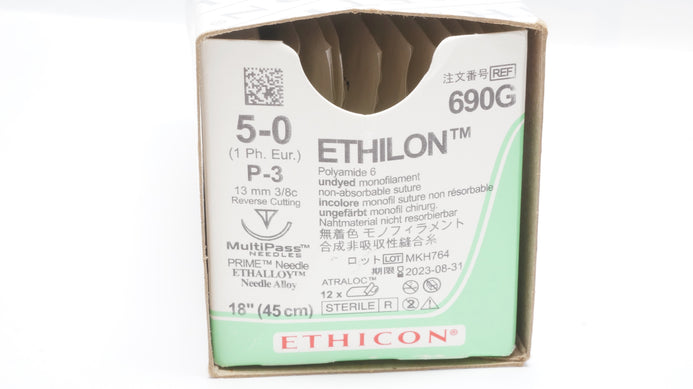 注文番号 REF
690G
5-0
(1 Ph. Eur.)
P-3
13 mm 3/8c
Reverse Cutting
MultiPass™
NEEDLES
PRIME™ Needle
ETHALLOY™
Needle Alloy
18" (45 cm)
ETHILON™
Polyamide 6
undyed monofilament
non-absorbable suture
incolore monofil suture non résorbable
ungefärbt monofil chirurg.
Nahtmaterial nicht resorbierbar
無着色 モノフィラメント
合成非吸収性縫合糸
ロット LOT MKH764
期限 2023-08-31
ATRALOC™
12 x
STERILE R
ETHICON®